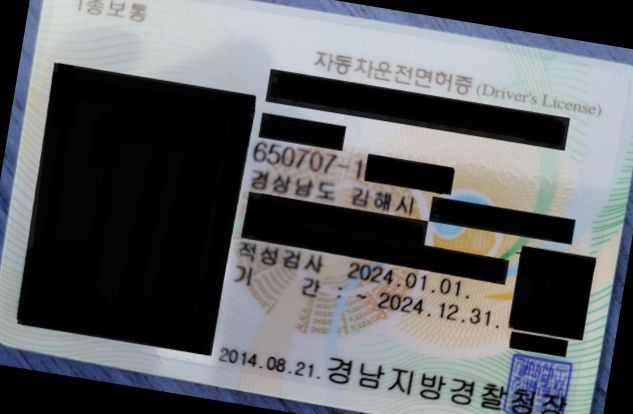 1종보통
자동차운전면허증 (Driver's License)
650707-1
경상남도 김해시
적성검사 2024.01.01.
기 간 : ~ 2024.12.31.
2014.08.21. 경남지방경찰청장